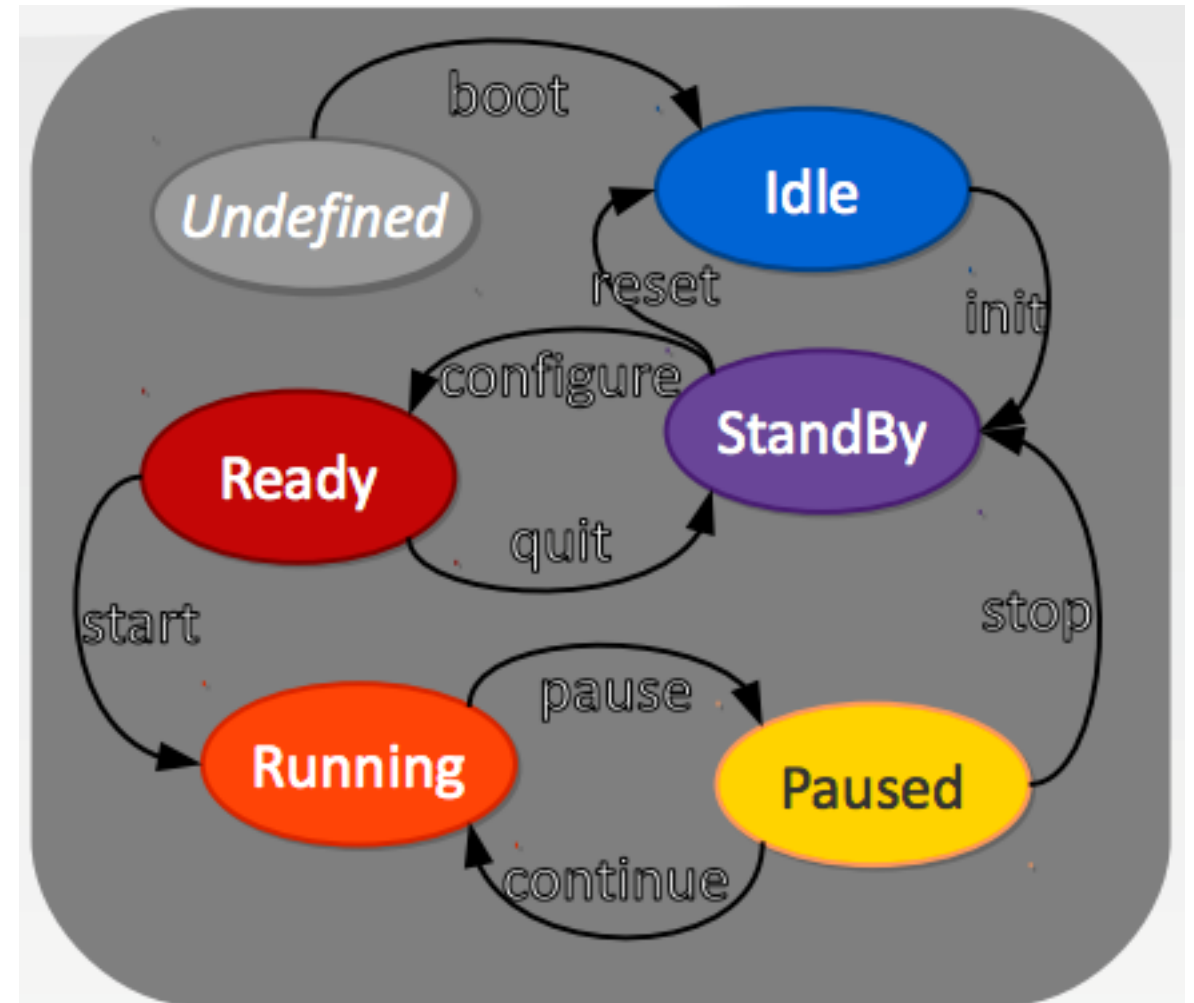 boot
Idle
Undefined
reset
init
configure
StandBy
Ready
quit
start
stop
pause
Running
Paused
continue